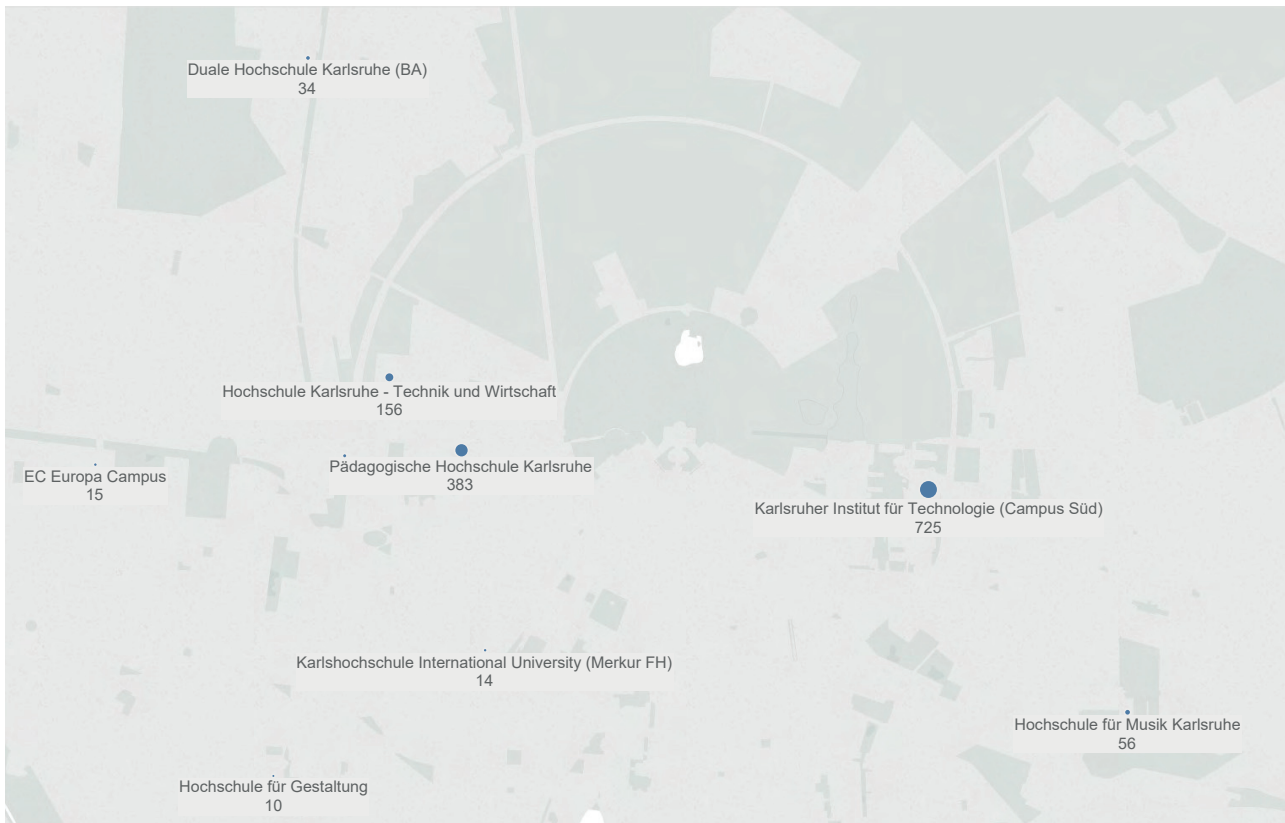 Duale Hochschule Karlsruhe (BA)
34
Hochschule Karlsruhe - Technik und Wirtschaft
156
EC Europa Campus
15
Pädagogische Hochschule Karlsruhe
383
Karlsruher Institut für Technologie (Campus Süd)
725
Karlshochschule International University (Merkur FH)
14
Hochschule für Musik Karlsruhe
56
Hochschule für Gestaltung
10